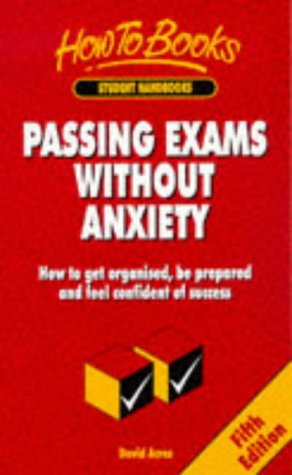 How To Books
STUDENT HANDBOOKS
PASSING EXAMS
WITHOUT
ANXIETY
How to get organised, be prepared
and feel confident of success
David Acres
Fifth
Edition